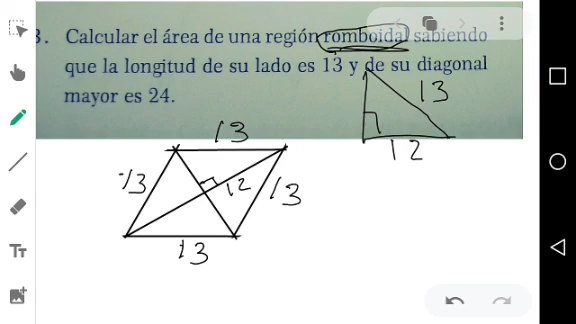 3. Calcular el área de una región romboidal sabiendo
que la longitud de su lado es 13 y de su diagonal
mayor es 24.
13
12
13
13
12
13
13
Tт